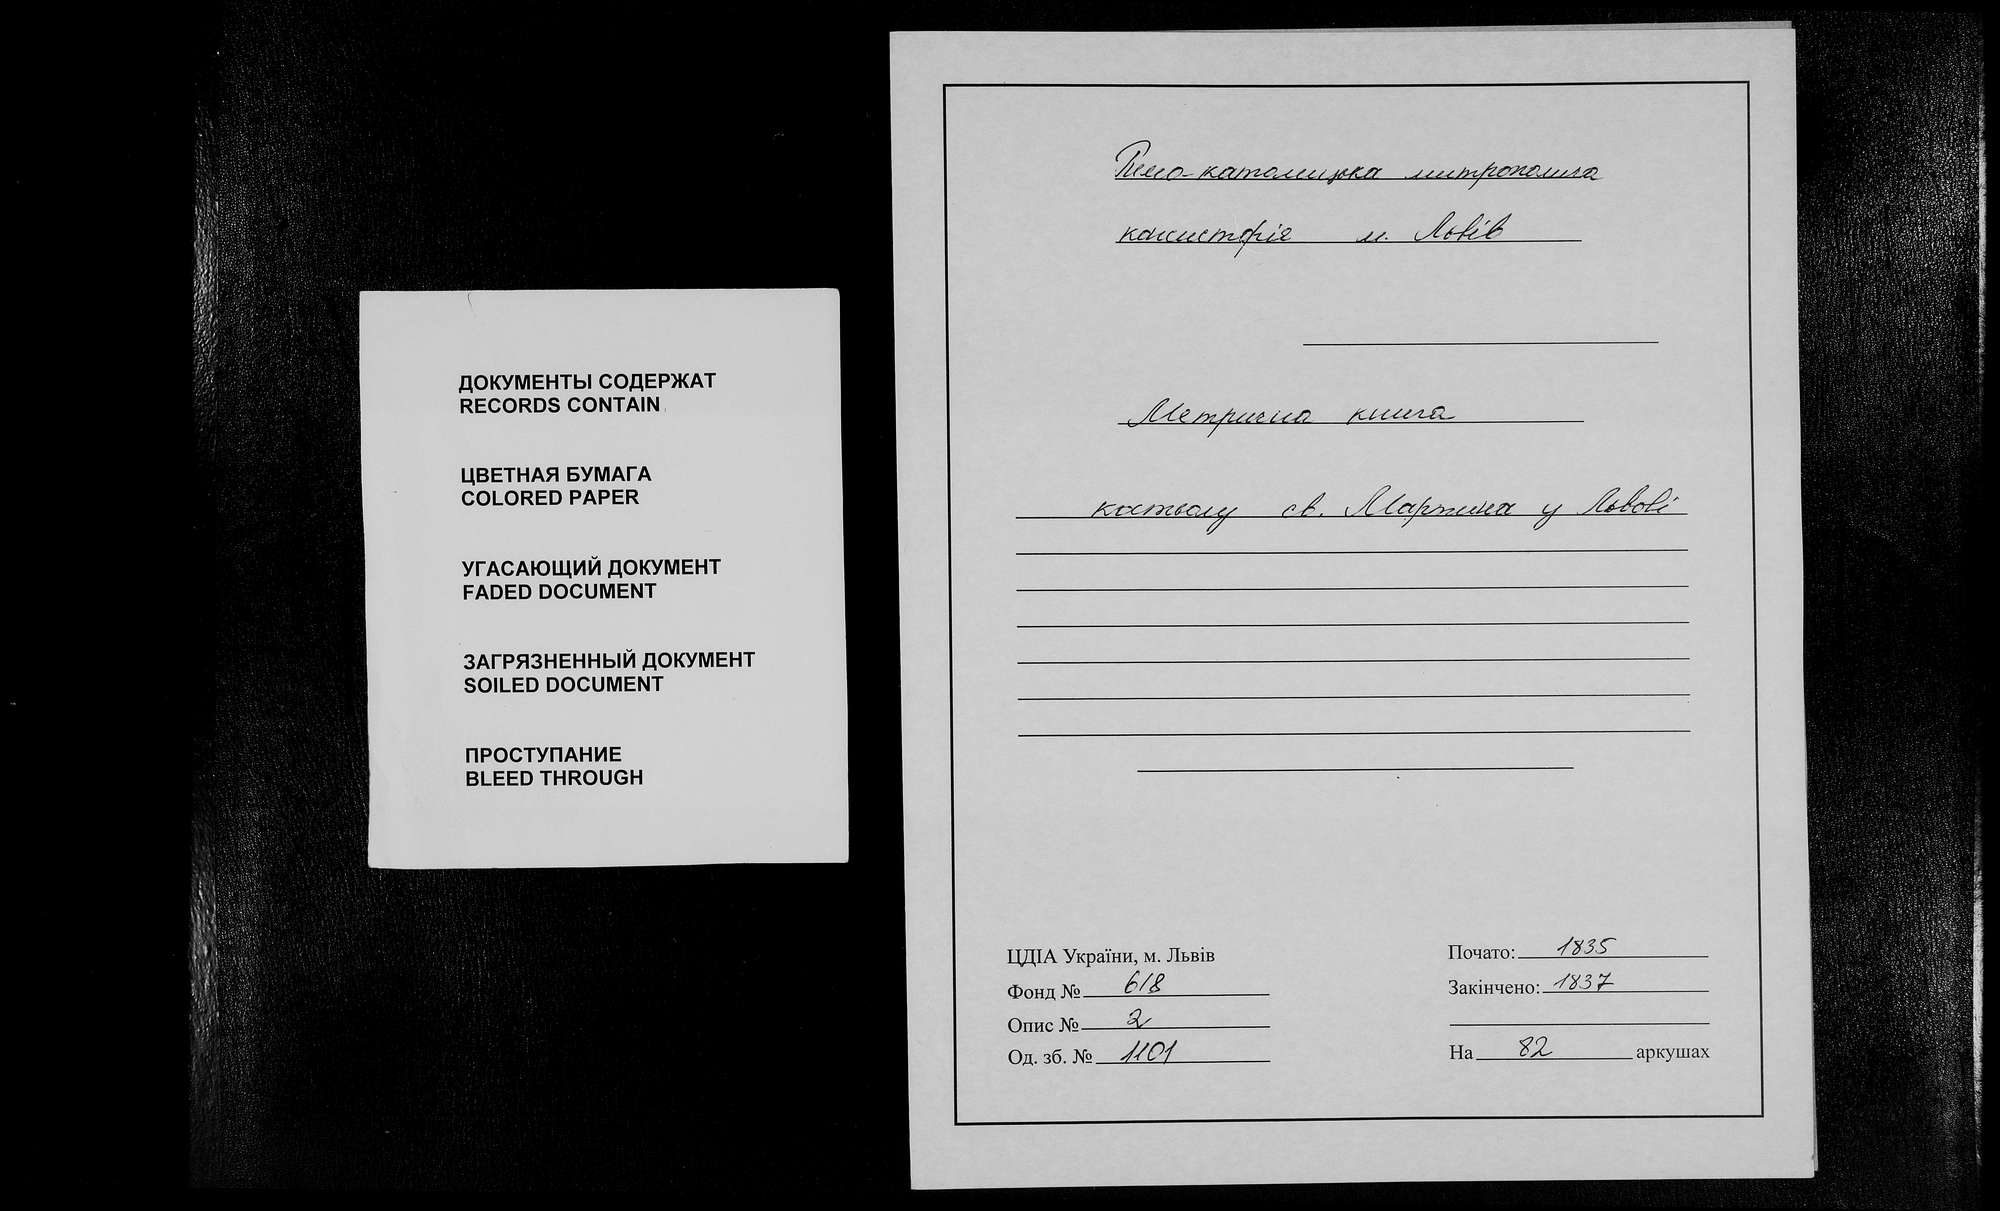 ДОКУМЕНТЫ СОДЕРЖАТ
RECORDS CONTAIN
ЦВЕТНАЯ БУМАГА
COLORED PAPER
УГАСАЮЩИЙ ДОКУМЕНТ
FADED DOCUMENT
ЗАГРЯЗНЕННЫЙ ДОКУМЕНТ
SOILED DOCUMENT
ПРОСТУПАНИЕ
BLEED THROUGH
Римо-католицька митрополича
консисторія м. Львів
Метрична книга
костьолу св. Мартина у Львові
ЦДІА України, м. Львів
Фонд № 618
Опис № 2
Од. зб. № 1101
Почато: 1835
Закінчено: 1837
На 82 аркушах